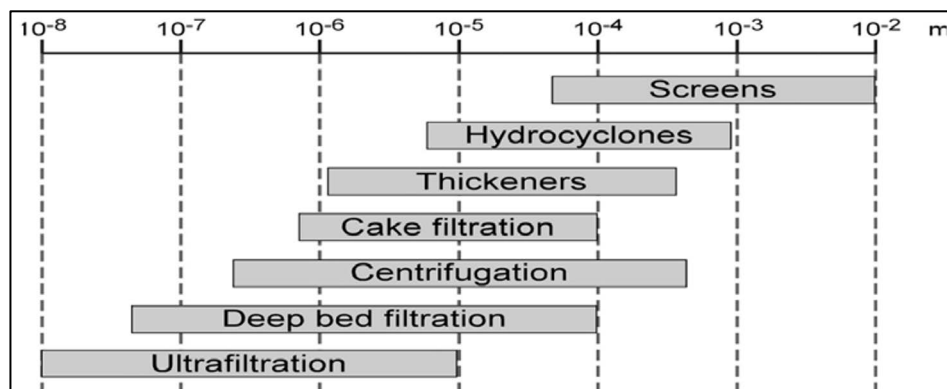 10-8 10-7 10-6 10-5 10-4 10-3 10-2 m
Screens
Hydrocyclones
Thickeners
Cake filtration
Centrifugation
Deep bed filtration
Ultrafiltration